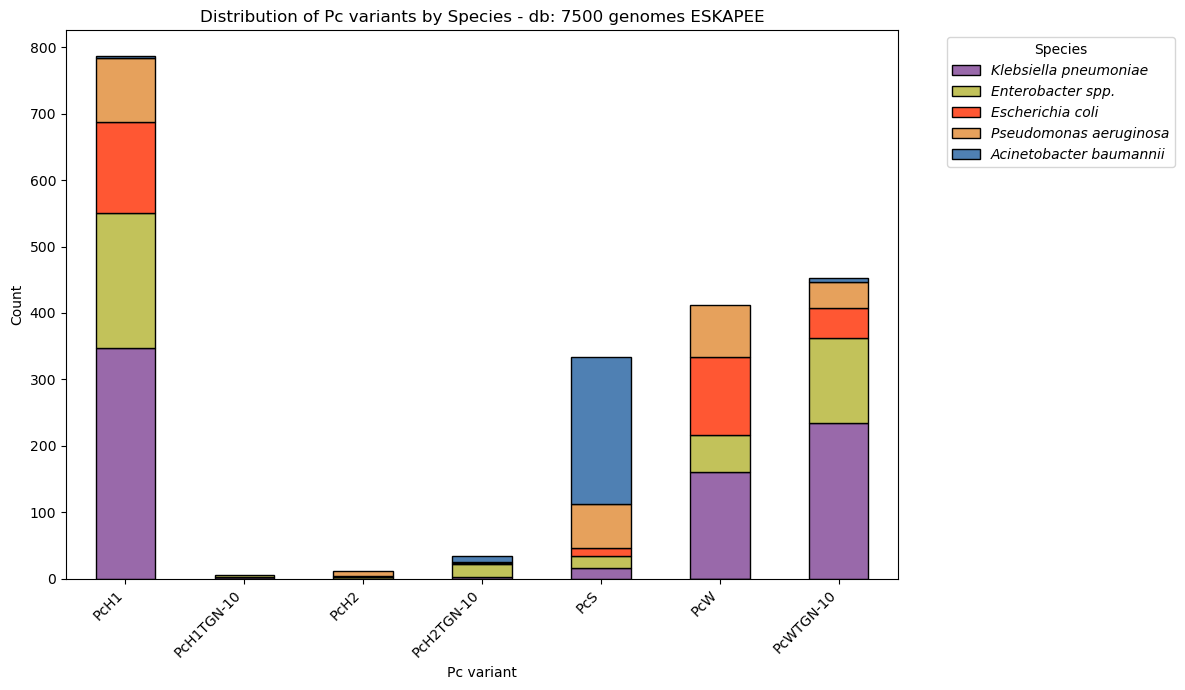 Distribution of Pc variants by Species - db: 7500 genomes ESKAPEE
Count
800
700
600
500
400
300
200
100
0
PcH1
PcH1TGN-10
PcH2
PcH2TGN-10
PcS
PcW
PcWTGN-10
Pc variant
Species
Klebsiella pneumoniae
Enterobacter spp.
Escherichia coli
Pseudomonas aeruginosa
Acinetobacter baumannii